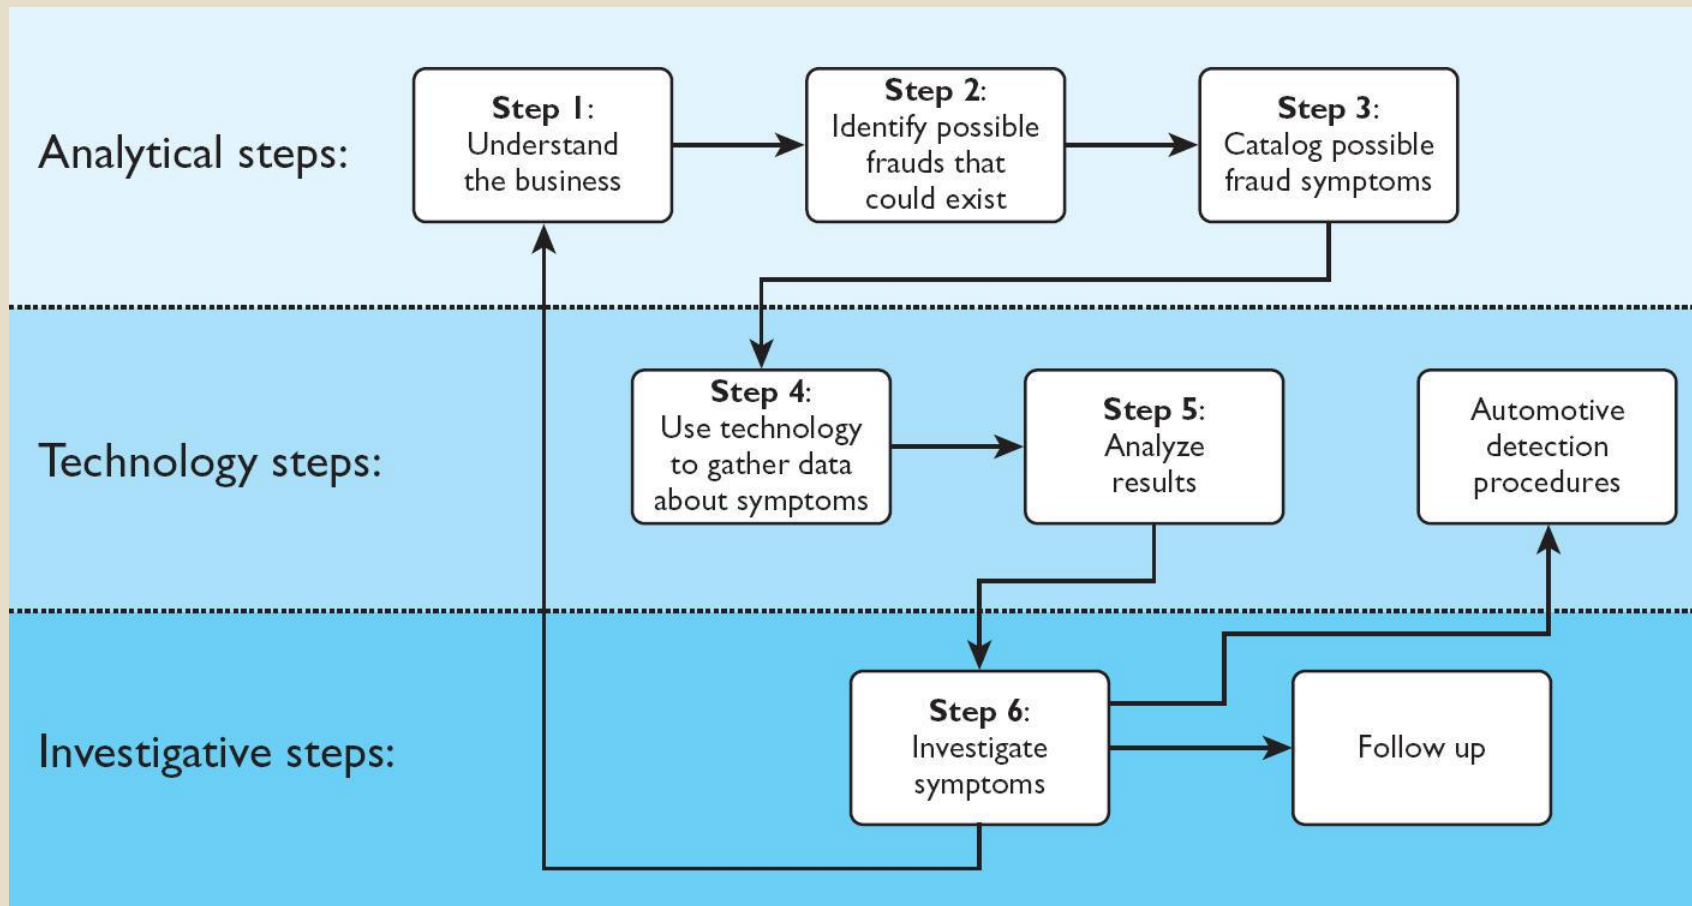 Analytical steps:
Step 1:
Understand
the business
Step 2:
Identify possible
frauds that
could exist
Step 3:
Catalog possible
fraud symptoms
Technology steps:
Step 4:
Use technology
to gather data
about symptoms
Step 5:
Analyze
results
Automotive
detection
procedures
Investigative steps:
Step 6:
Investigate
symptoms
Follow up